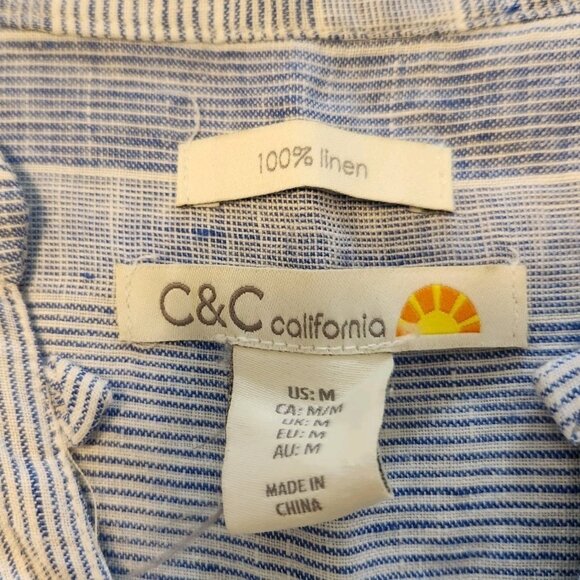 100% linen
C&C california
US: M
CA: M/M
UK: M
EU: M
AU: M
MADE IN
CHINA